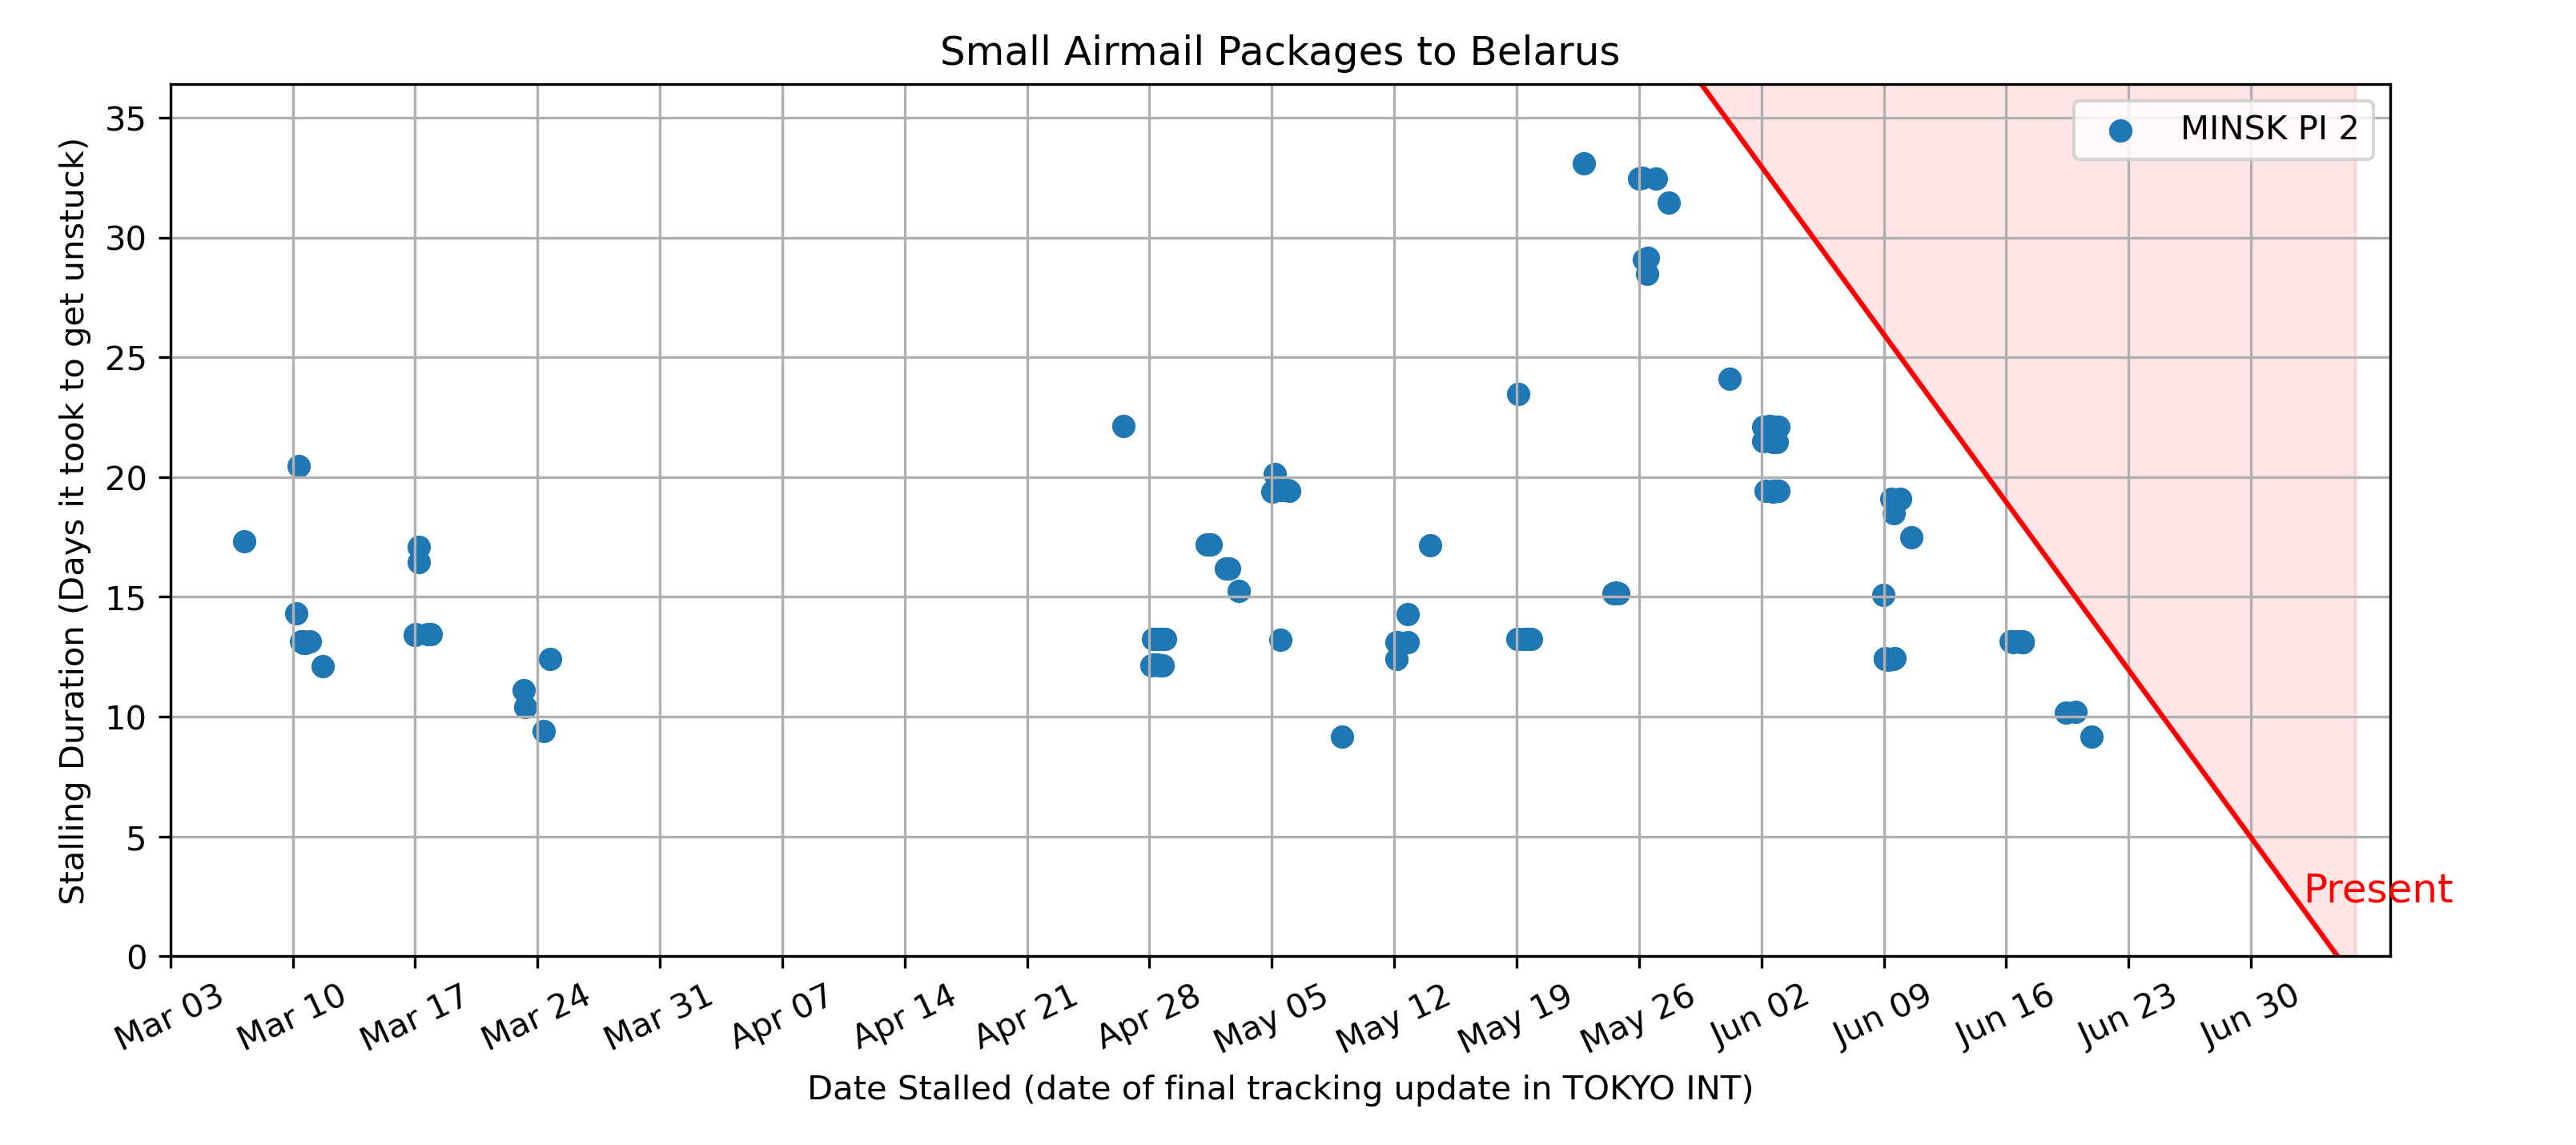 Small Airmail Packages to Belarus
MINSK PI 2
Stalling Duration (Days it took to get unstuck)
35
30
25
20
15
10
5
0
Present
Mar 03
Mar 10
Mar 17
Mar 24
Mar 31
Apr 07
Apr 14
Apr 21
Apr 28
May 05
May 12
May 19
May 26
Jun 02
Jun 09
Jun 16
Jun 23
Jun 30
Date Stalled (date of final tracking update in TOKYO INT)